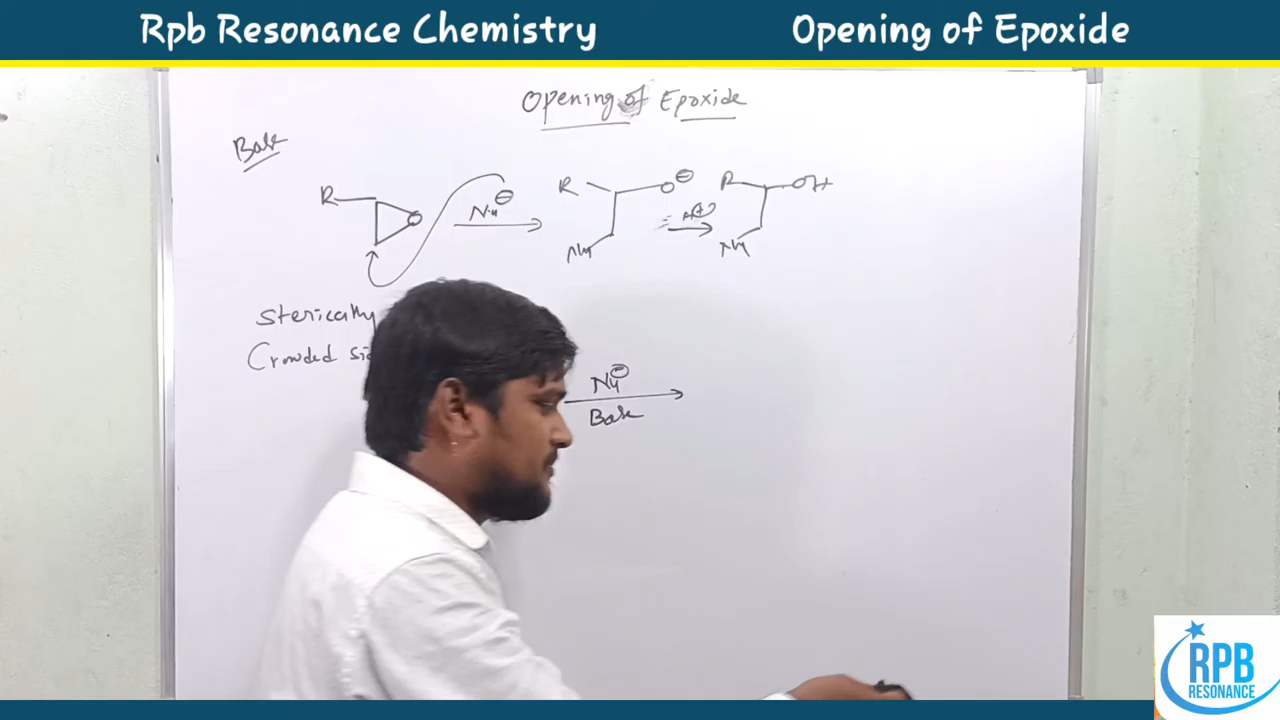 Rpb Resonance Chemistry
Opening of Epoxide
Opening of Epoxide
Base
R
O
Nu⊖
R
O⊖
Nu
H⊕
R
OH
Nu
Sterically
Crowded
Nu⊖
Base
RPB
RESONANCE